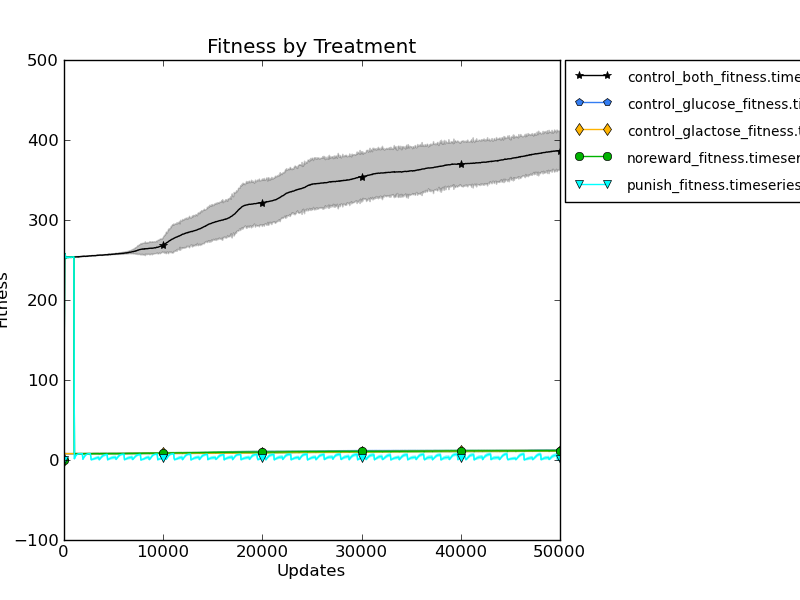 Fitness by Treatment
500
400
300
200
100
0
−100
Fitness
0
10000
20000
30000
40000
50000
Updates
control_both_fitness.time
control_glucose_fitness.ti
control_glactose_fitness.t
noreward_fitness.timeser
punish_fitness.timeseries